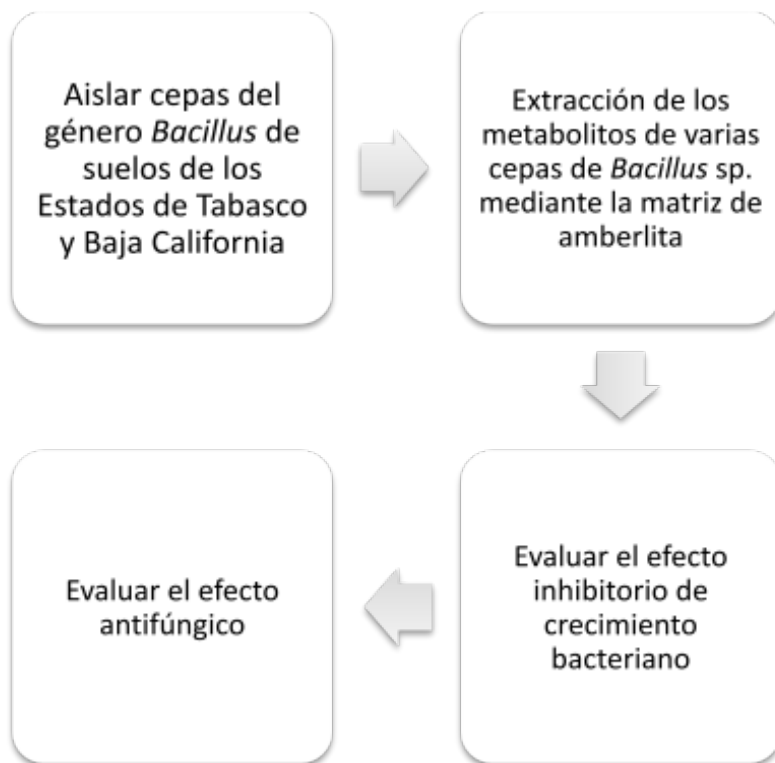 Aislar cepas del
género Bacillus de
suelos de los
Estados de Tabasco
y Baja California
Extracción de los
metabolitos de varias
cepas de Bacillus sp.
mediante la matriz de
amberlita
Evaluar el efecto
inhibitorio de
crecimiento
bacteriano
Evaluar el efecto
antifúngico